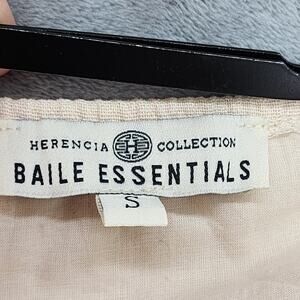 HERENCIA H COLLECTION
BAILE ESSENTIALS
S